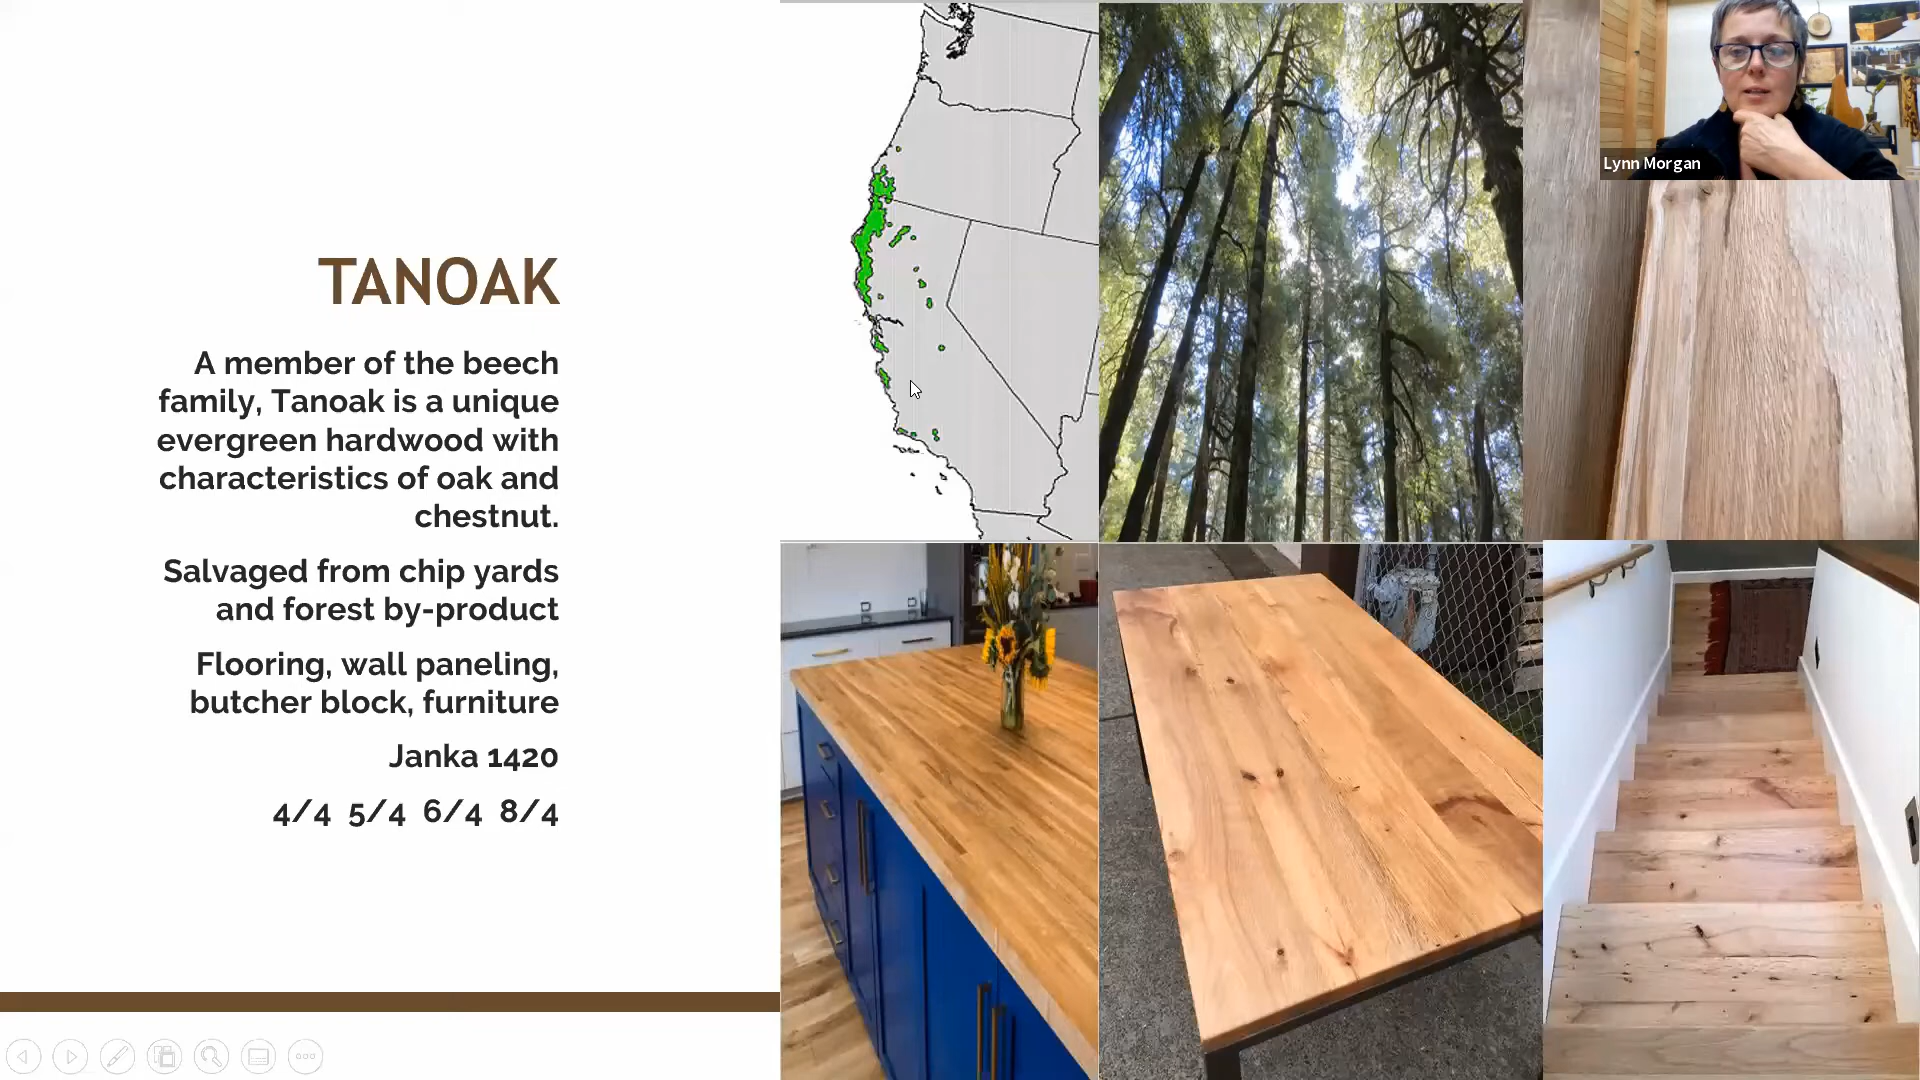 TANOAK
A member of the beech
family, Tanoak is a unique
evergreen hardwood with
characteristics of oak and
chestnut.
Salvaged from chip yards
and forest by-product
Flooring, wall paneling,
butcher block, furniture
Janka 1420
4/4 5/4 6/4 8/4
Lynn Morgan